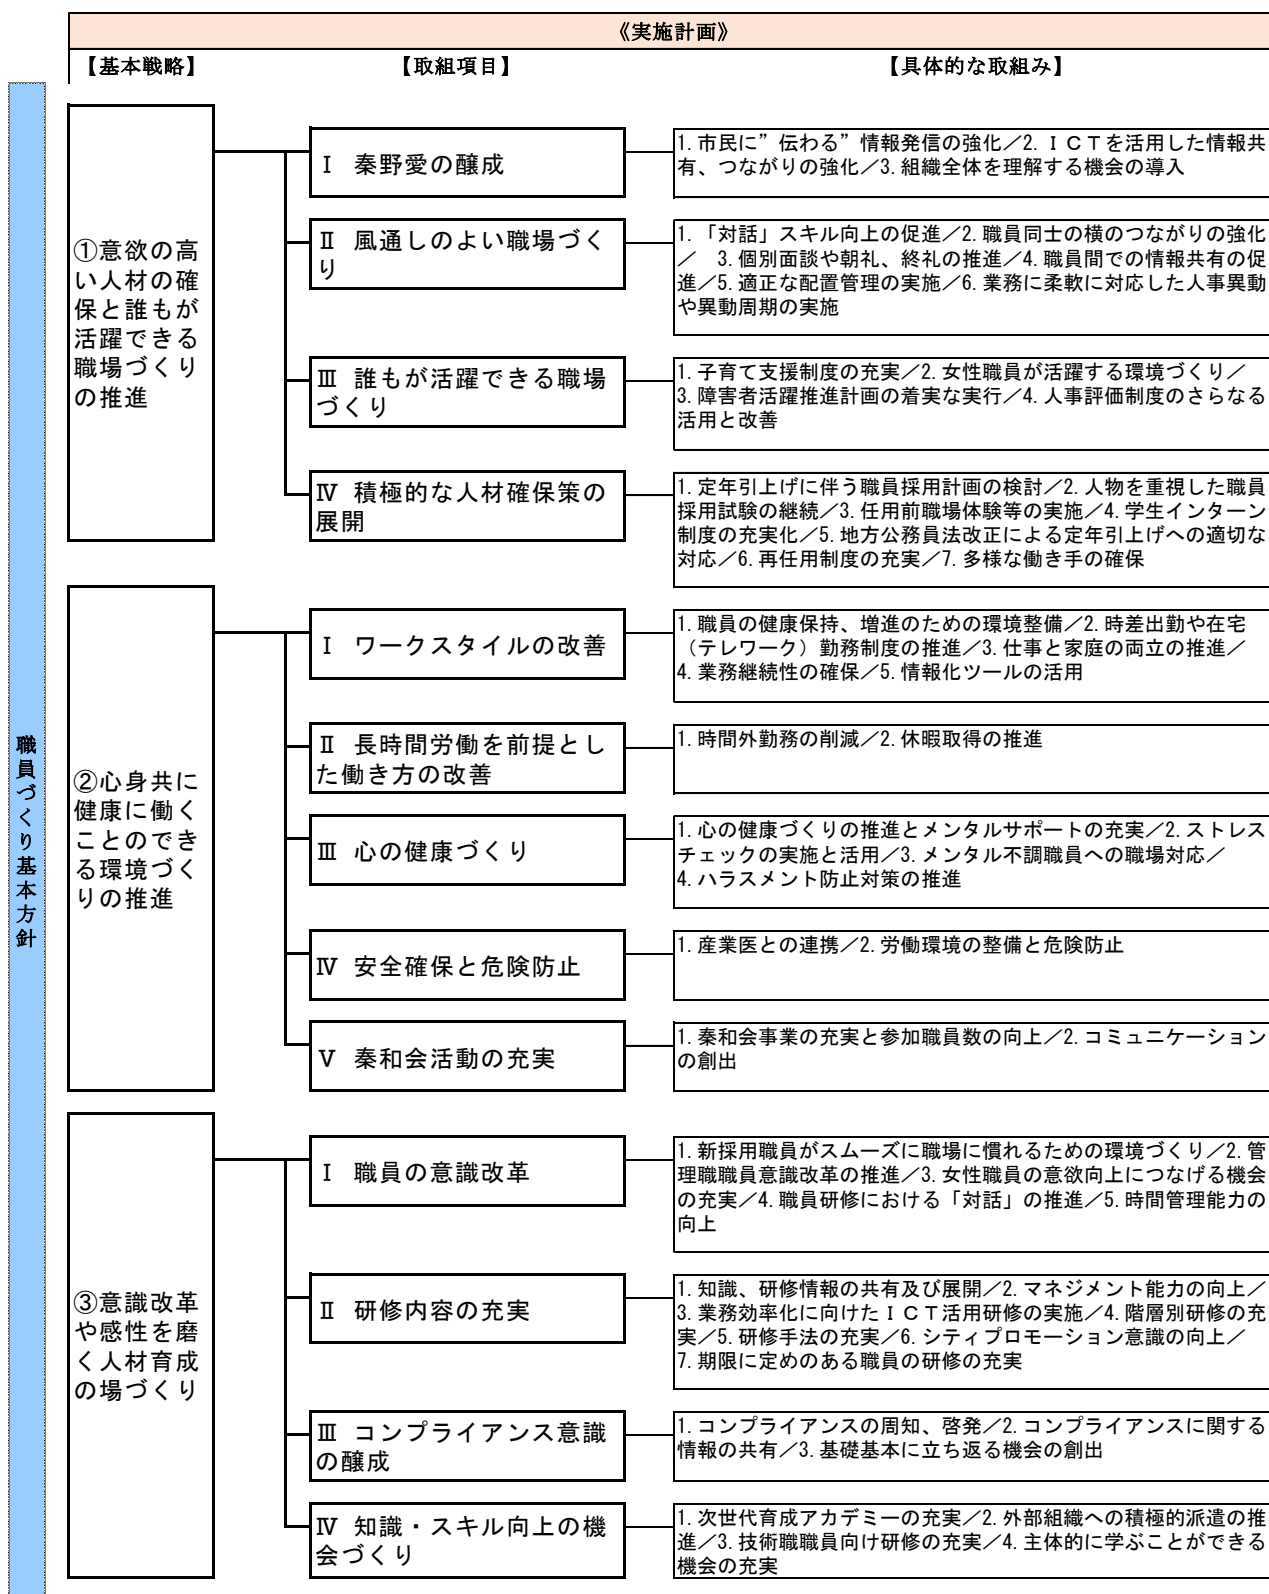 《実施計画》
【基本戦略】
【取組項目】
【具体的な取組み】
職員づくり基本方針
①意欲の高
い人材の確
保と誰もが
活躍できる
職場づくり
の推進
Ⅰ 秦野愛の醸成
1.市民に”伝わる”情報発信の強化／2.ＩＣＴを活用した情報共
有、つながりの強化／3.組織全体を理解する機会の導入
Ⅱ 風通しのよい職場づく
り
1.「対話」スキル向上の促進／2.職員同士の横のつながりの強化
／ 3.個別面談や朝礼、終礼の推進／4.職員間での情報共有の促
進／5.適正な配置管理の実施／6.業務に柔軟に対応した人事異動
や異動周期の実施
Ⅲ 誰もが活躍できる職場
づくり
1.子育て支援制度の充実／2.女性職員が活躍する環境づくり／
3.障害者活躍推進計画の着実な実行／4.人事評価制度のさらなる
活用と改善
Ⅳ 積極的な人材確保策の
展開
1.定年引上げに伴う職員採用計画の検討／2.人物を重視した職員
採用試験の継続／3.任用前職場体験等の実施／4.学生インターン
制度の充実化／5.地方公務員法改正による定年引上げへの適切な
対応／6.再任用制度の充実／7.多様な働き手の確保
②心身共に
健康に働く
ことのでき
る環境づく
りの推進
Ⅰ ワークスタイルの改善
1.職員の健康保持、増進のための環境整備／2.時差出勤や在宅
（テレワーク）勤務制度の推進／3.仕事と家庭の両立の推進／
4.業務継続性の確保／5.情報化ツールの活用
Ⅱ 長時間労働を前提とし
た働き方の改善
1.時間外勤務の削減／2.休暇取得の推進
Ⅲ 心の健康づくり
1.心の健康づくりの推進とメンタルサポートの充実／2.ストレス
チェックの実施と活用／3.メンタル不調職員への職場対応／
4.ハラスメント防止対策の推進
Ⅳ 安全確保と危険防止
1.産業医との連携／2.労働環境の整備と危険防止
Ⅴ 秦和会活動の充実
1.秦和会事業の充実と参加職員数の向上／2.コミュニケーション
の創出
③意識改革
や感性を磨
く人材育成
の場づくり
Ⅰ 職員の意識改革
1.新採用職員がスムーズに職場に慣れるための環境づくり／2.管
理職職員意識改革の推進／3.女性職員の意欲向上につなげる機会
の充実／4.職員研修における「対話」の推進／5.時間管理能力の
向上
Ⅱ 研修内容の充実
1.知識、研修情報の共有及び展開／2.マネジメント能力の向上／
3.業務効率化に向けたＩＣＴ活用研修の実施／4.階層別研修の充
実／5.研修手法の充実／6.シティプロモーション意識の向上／
7.期限に定めのある職員の研修の充実
Ⅲ コンプライアンス意識
の醸成
1.コンプライアンスの周知、啓発／2.コンプライアンスに関する
情報の共有／3.基礎基本に立ち返る機会の創出
Ⅳ 知識・スキル向上の機
会づくり
1.次世代育成アカデミーの充実／2.外部組織への積極的派遣の推
進／3.技術職職員向け研修の充実／4.主体的に学ぶことができる
機会の充実